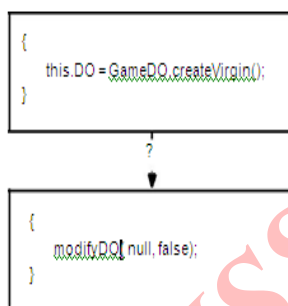 {
this.DO = GameDO.createVirgin();
}
?
{
modifyDO( null, false);
}